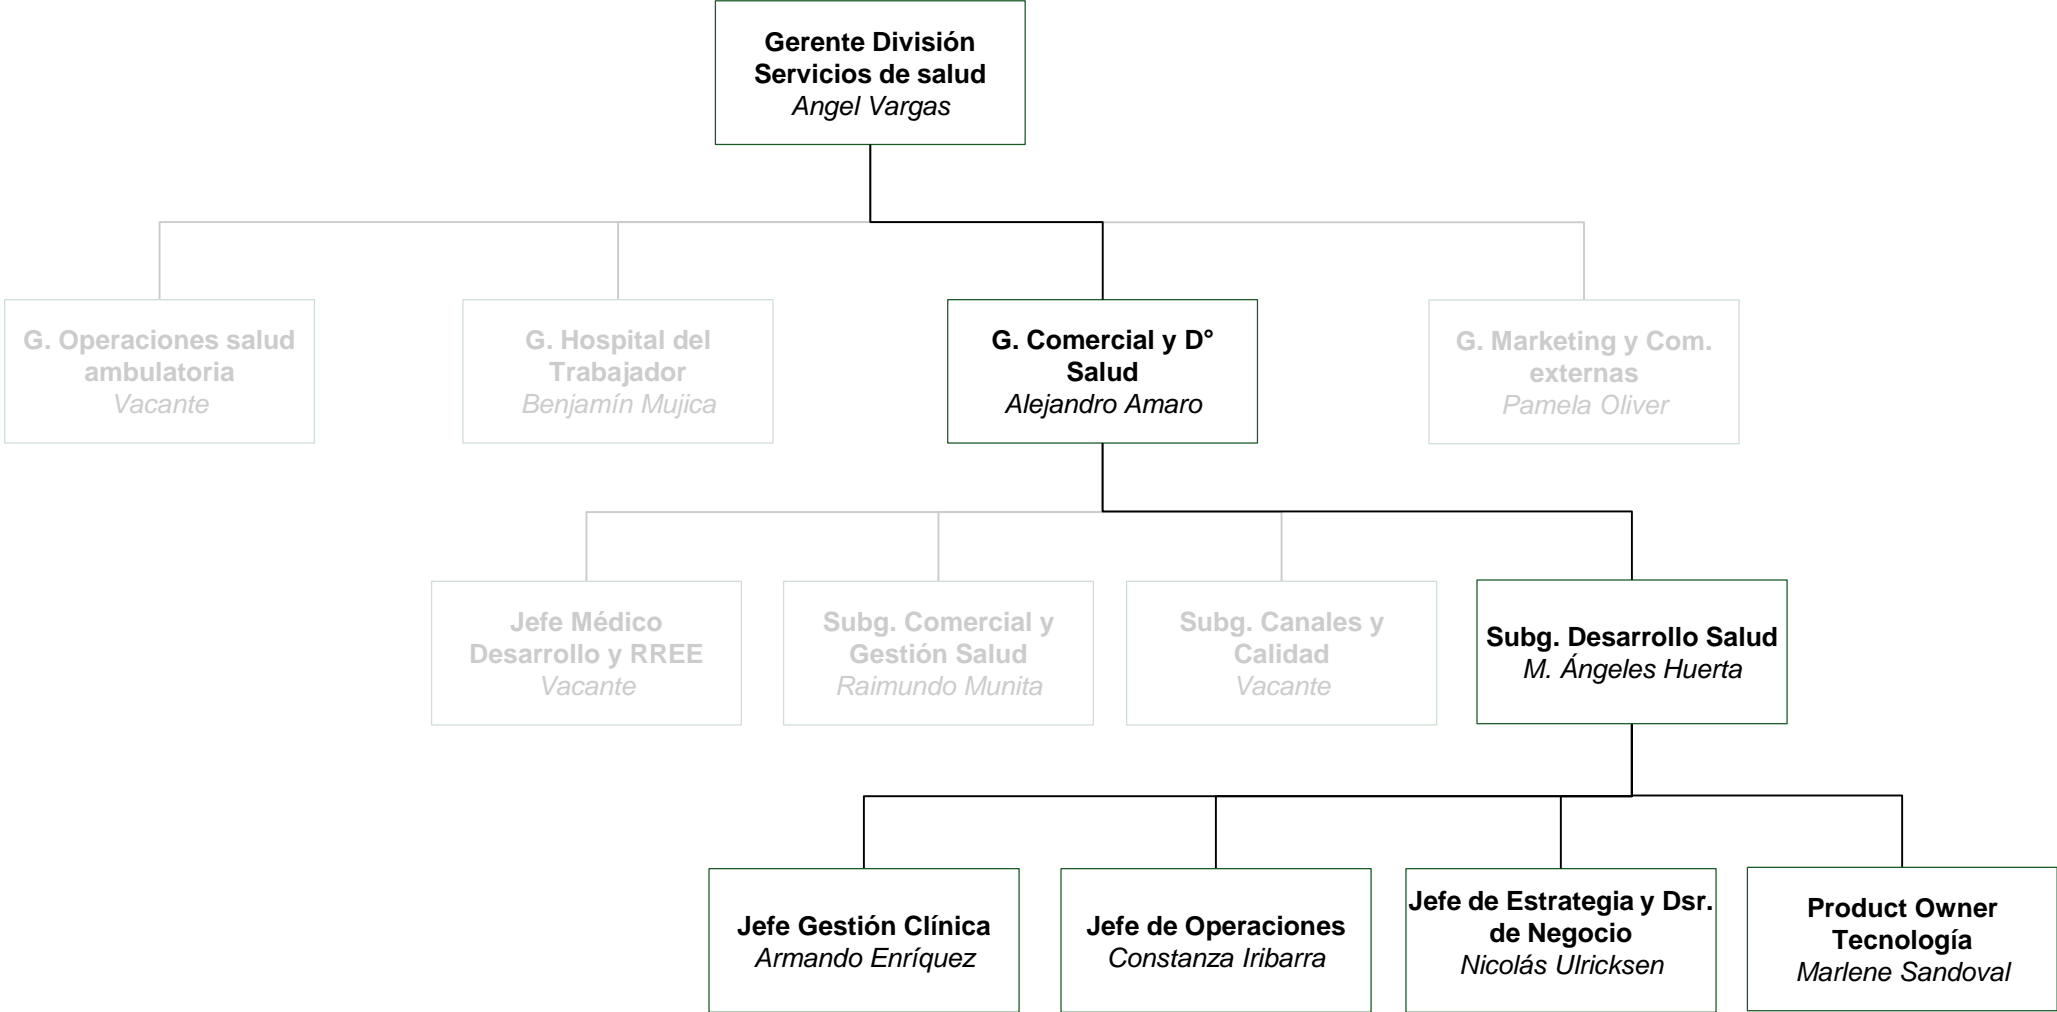 Gerente División
Servicios de salud
Angel Vargas
G. Operaciones salud
ambulatoria
Vacante
G. Hospital del
Trabajador
Benjamín Mujica
G. Comercial y D°
Salud
Alejandro Amaro
G. Marketing y Com.
externas
Pamela Oliver
Jefe Médico
Desarrollo y RREE
Vacante
Subg. Comercial y
Gestión Salud
Raimundo Munita
Subg. Canales y
Calidad
Vacante
Subg. Desarrollo Salud
M. Ángeles Huerta
Jefe Gestión Clínica
Armando Enríquez
Jefe de Operaciones
Constanza Iribarra
Jefe de Estrategia y Dsr.
de Negocio
Nicolás Ulricksen
Product Owner
Tecnología
Marlene Sandoval